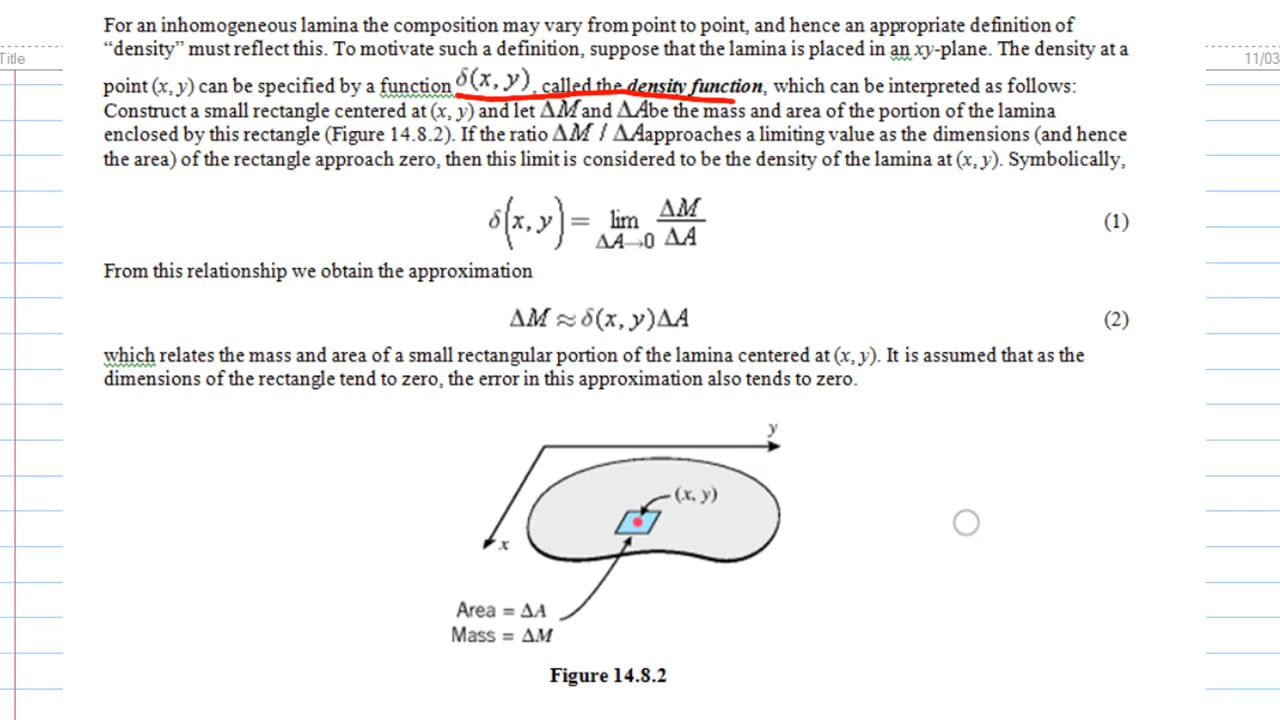 For an inhomogeneous lamina the composition may vary from point to point, and hence an appropriate definition of
“density” must reflect this. To motivate such a definition, suppose that the lamina is placed in an xy-plane. The density at a
Title
11/03
point (x, y) can be specified by a function δ(x, y), called the density function, which can be interpreted as follows:
Construct a small rectangle centered at (x, y) and let ΔM and ΔAbe the mass and area of the portion of the lamina
enclosed by this rectangle (Figure 14.8.2). If the ratio ΔM / ΔAapproaches a limiting value as the dimensions (and hence
the area) of the rectangle approach zero, then this limit is considered to be the density of the lamina at (x, y). Symbolically,
δ(x, y) = lim ΔA→0 ΔM/ΔA (1)
From this relationship we obtain the approximation
ΔM ≈ δ(x, y)ΔA (2)
which relates the mass and area of a small rectangular portion of the lamina centered at (x, y). It is assumed that as the
dimensions of the rectangle tend to zero, the error in this approximation also tends to zero.
y
(x, y)
x
Area = ΔA
Mass = ΔM
Figure 14.8.2